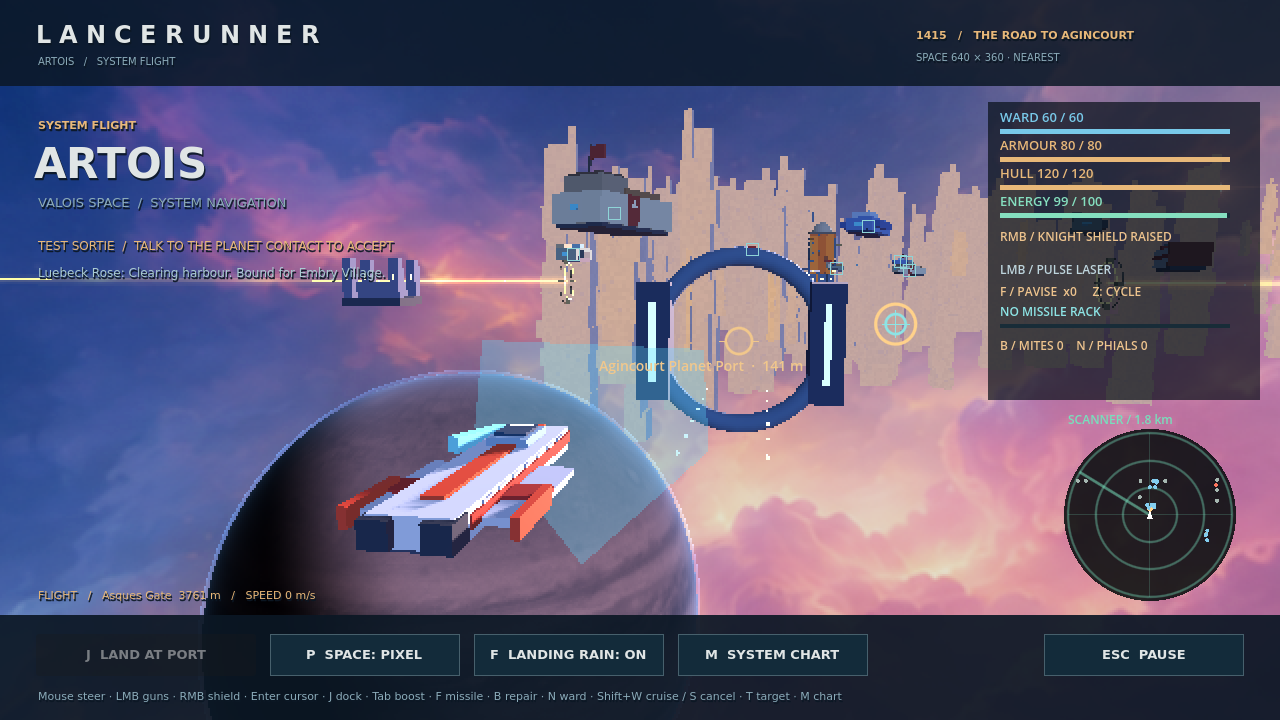 LANCERUNNER
ARTOIS / SYSTEM FLIGHT
1415 / THE ROAD TO AGINCOURT
SPACE 640 × 360 · NEAREST
SYSTEM FLIGHT
ARTOIS
VALOIS SPACE / SYSTEM NAVIGATION
TEST SORTIE / TALK TO THE PLANET CONTACT TO ACCEPT
Luebeck Rose: Clearing harbour. Bound for Embry Village.
WARD 60 / 60
ARMOUR 80 / 80
HULL 120 / 120
ENERGY 99 / 100
RMB / KNIGHT SHIELD RAISED
LMB / PULSE LASER
F / PAVISE x0 Z: CYCLE
NO MISSILE RACK
B / MITES 0 N / PHIALS 0
Agincourt Planet Port · 141 m
SCANNER / 1.8 km
FLIGHT / Asques Gate 3761 m / SPEED 0 m/s
J LAND AT PORT
P SPACE: PIXEL
F LANDING RAIN: ON
M SYSTEM CHART
ESC PAUSE
Mouse steer · LMB guns · RMB shield · Enter cursor · J dock · Tab boost · F missile · B repair · N ward · Shift+W cruise / S cancel · T target · M chart